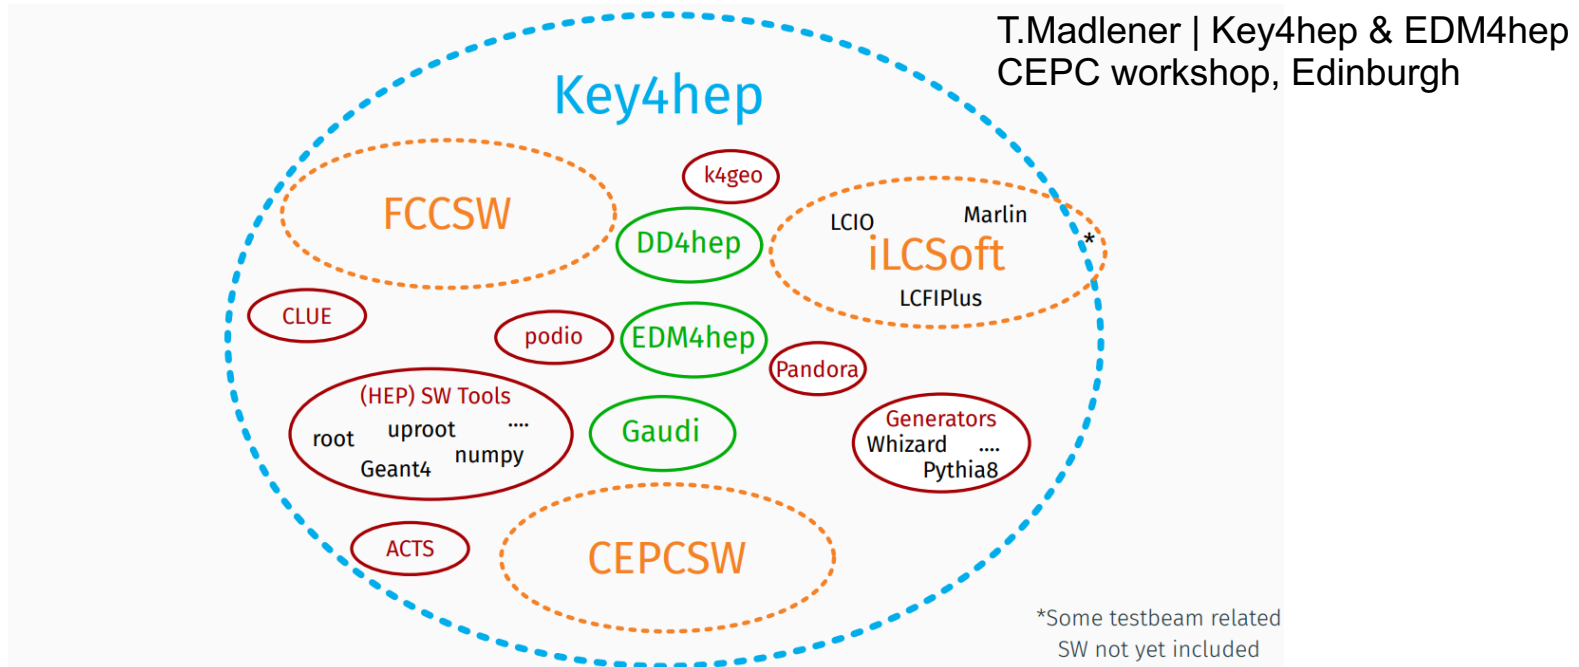 T.Madlener | Key4hep & EDM4hep
CEPC workshop, Edinburgh
Key4hep
k4geo
FCCSW
DD4hep
LCIO
Marlin
*
iLCSoft
LCFIPlus
CLUE
podio
EDM4hep
Pandora
(HEP) SW Tools
root
uproot
....
Geant4
numpy
Gaudi
Generators
Whizard
....
Pythia8
ACTS
CEPCSW
*Some testbeam related
SW not yet included